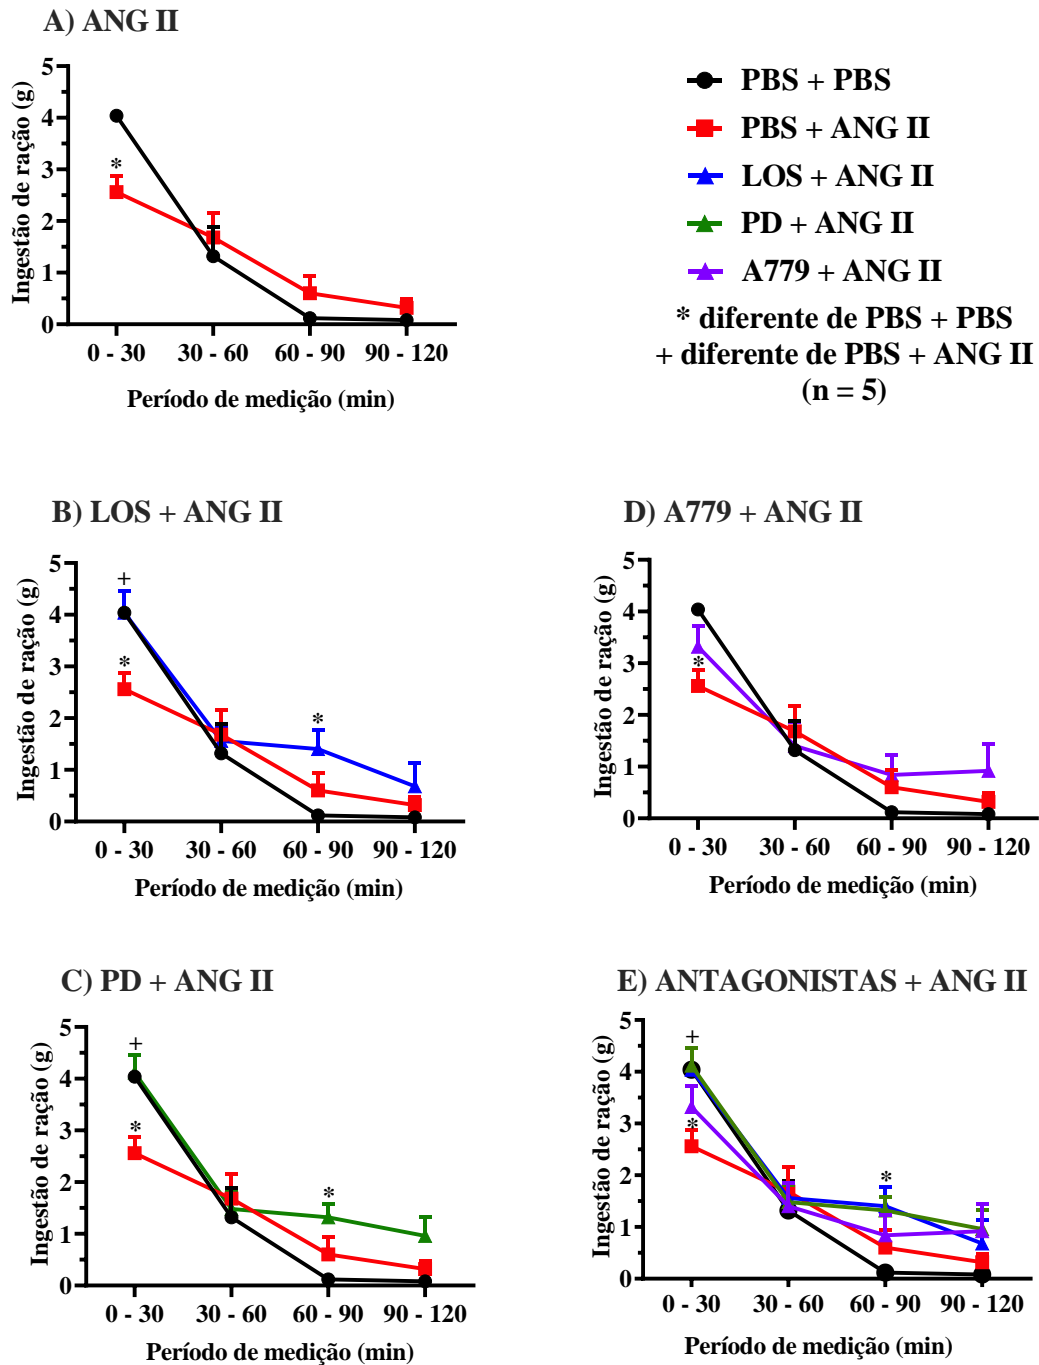 A) ANG II
Ingestão de ração (g)
5
4
3
2
1
0
*
0 - 30 30 - 60 60 - 90 90 - 120
Período de medição (min)
PBS + PBS
PBS + ANG II
LOS + ANG II
PD + ANG II
A779 + ANG II
* diferente de PBS + PBS
+ diferente de PBS + ANG II
(n = 5)
B) LOS + ANG II
Ingestão de ração (g)
5
4
3
2
1
0
+
*
*
0 - 30 30 - 60 60 - 90 90 - 120
Período de medição (min)
D) A779 + ANG II
Ingestão de ração (g)
5
4
3
2
1
0
*
0 - 30 30 - 60 60 - 90 90 - 120
Período de medição (min)
C) PD + ANG II
Ingestão de ração (g)
5
4
3
2
1
0
+
*
*
0 - 30 30 - 60 60 - 90 90 - 120
Período de medição (min)
E) ANTAGONISTAS + ANG II
Ingestão de ração (g)
5
4
3
2
1
0
+
*
*
0 - 30 30 - 60 60 - 90 90 - 120
Período de medição (min)